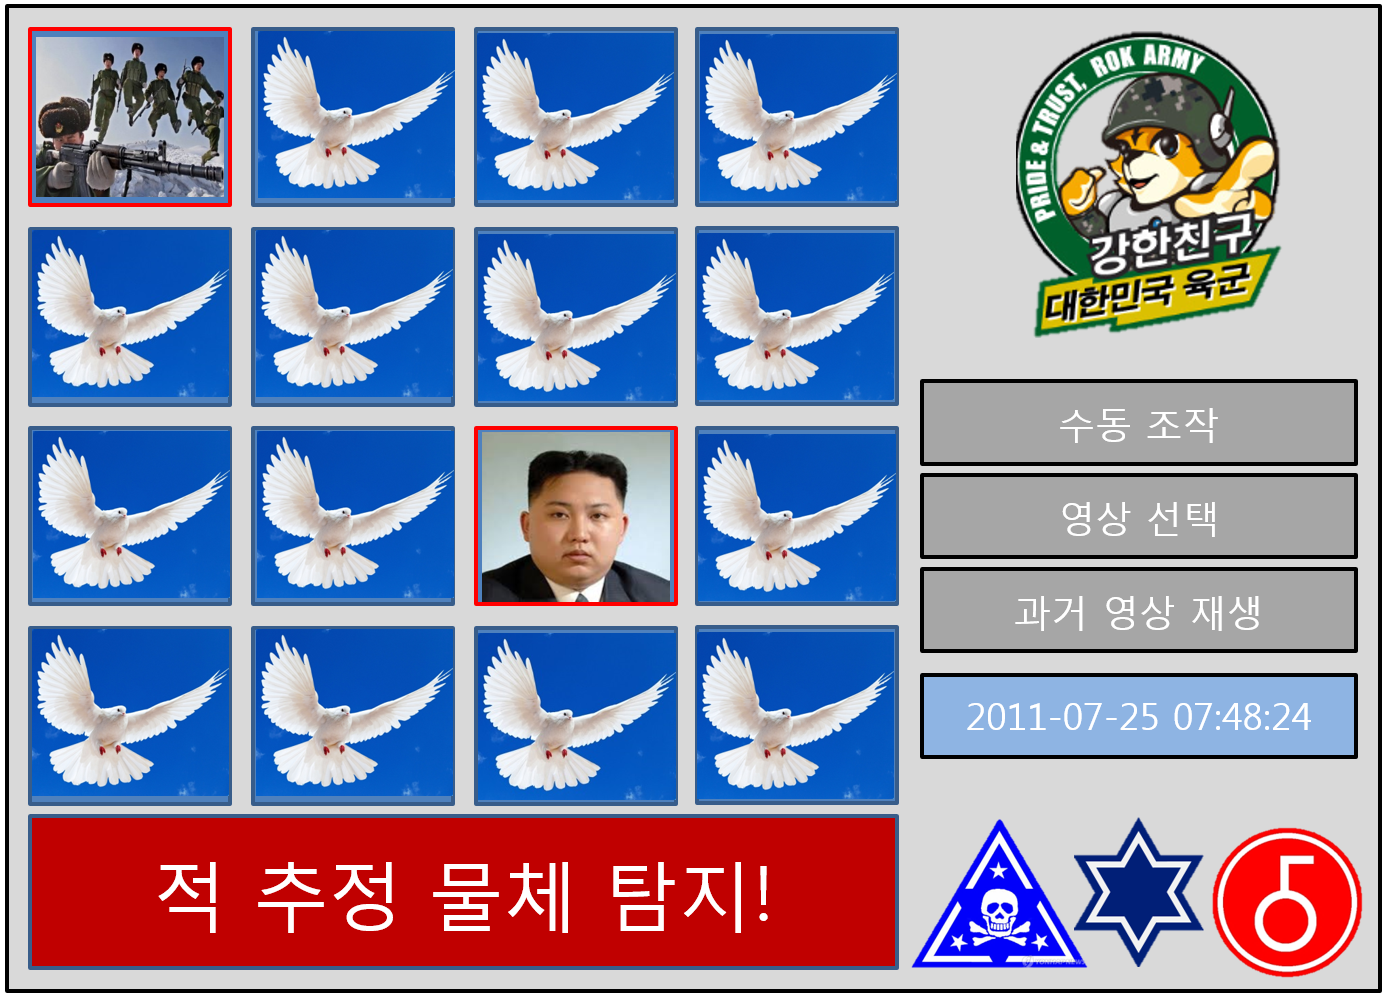 PRIDE & TRUST, ROK ARMY
강한친구
대한민국 육군
수동 조작
영상 선택
과거 영상 재생
2011-07-25 07:48:24
적 추정 물체 탐지!
YONHAP NEWS